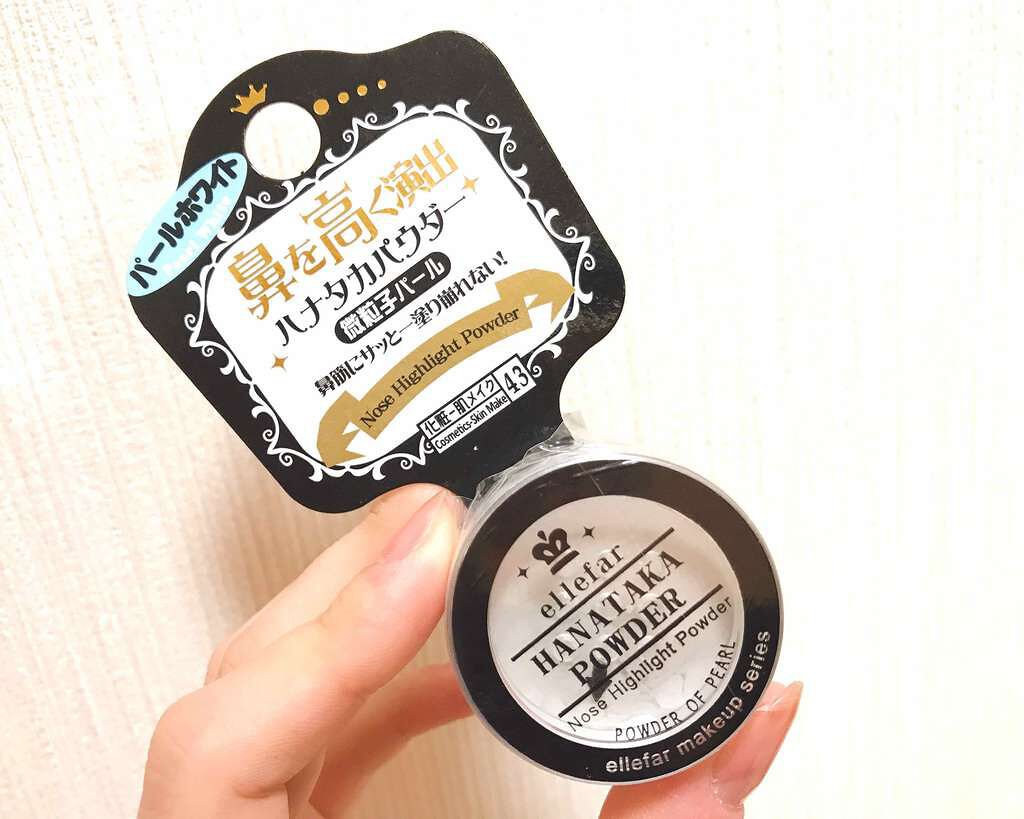 パールホワイト
Pearl White
鼻を高く演出
ハナタカパウダー
微粒子パール
鼻筋にサッと一塗り崩れない!
Nose Highlight Powder
化粧-肌メイク 43
Cosmetics-Skin Make
ellefar
HANATAKA
POWDER
Nose Highlight Powder
POWDER OF PEARL
ellefar makeup series